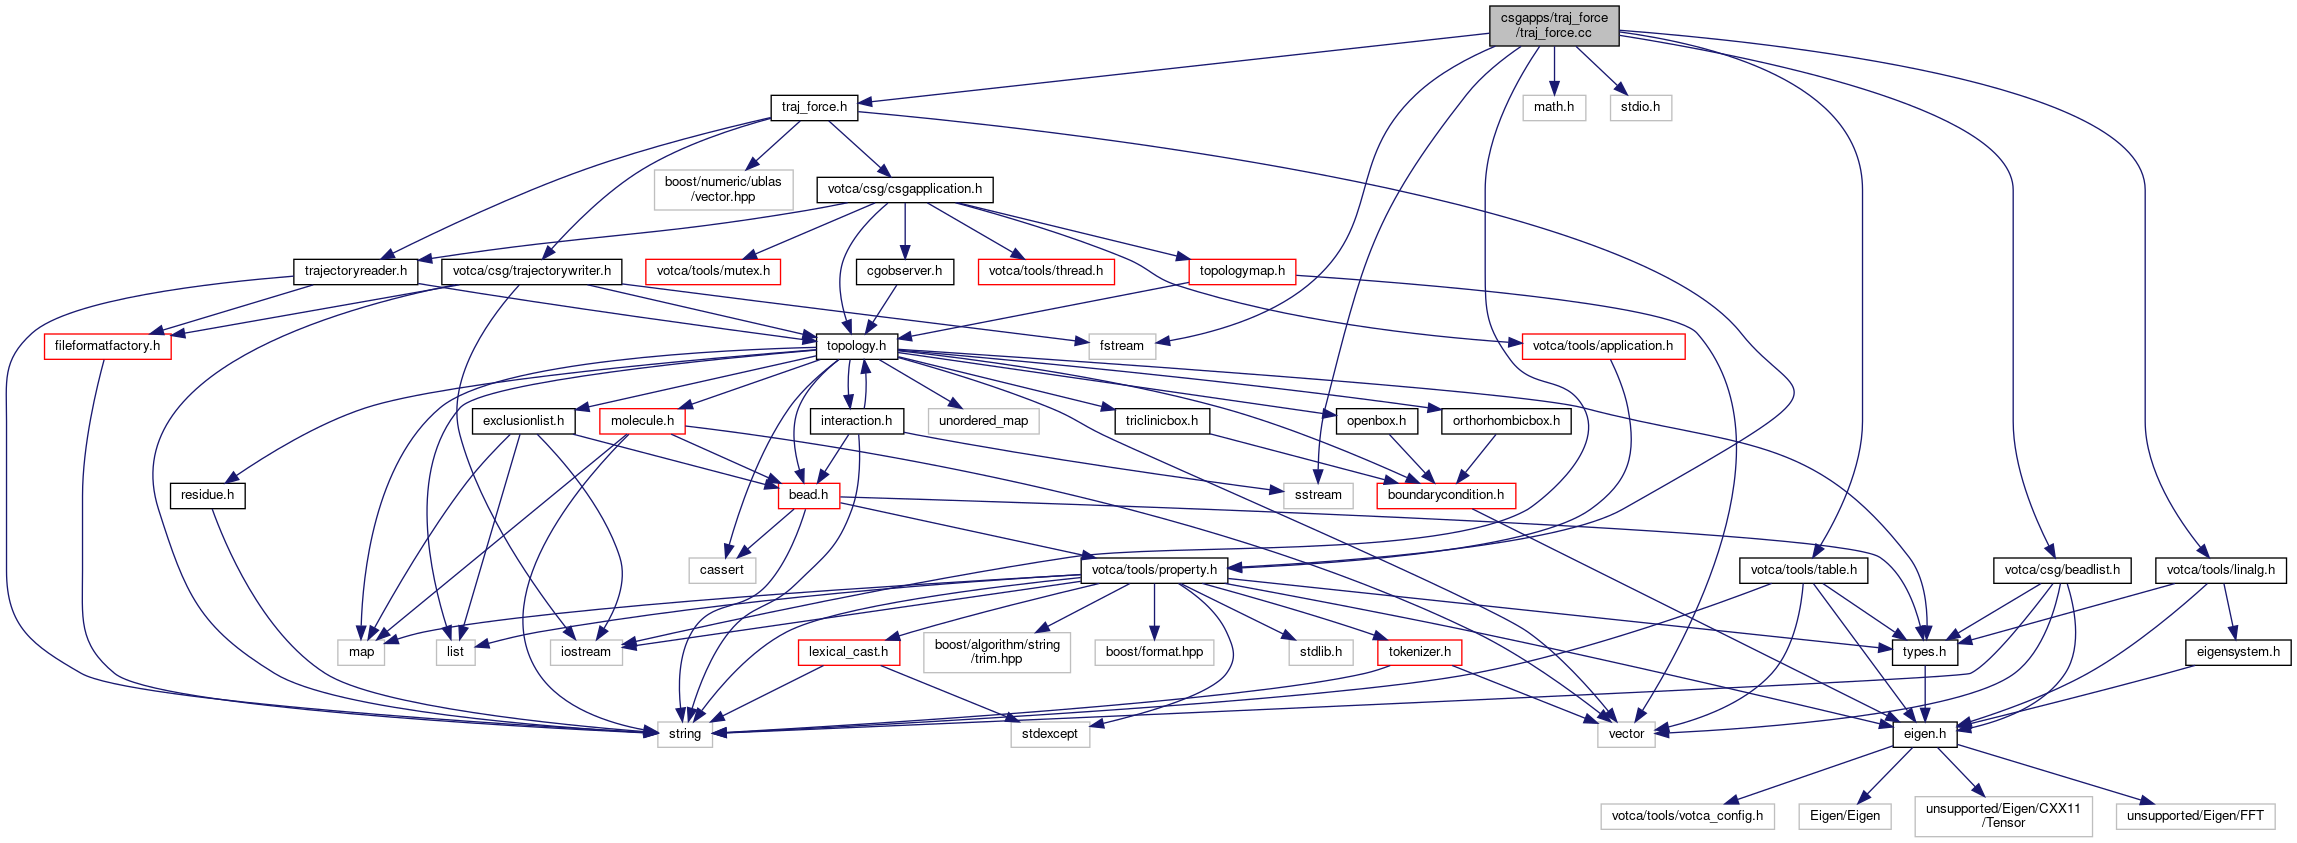 csgapps/traj_force
/traj_force.cc
traj_force.h
math.h
stdio.h
boost/numeric/ublas
/vector.hpp
votca/csg/csgapplication.h
trajectoryreader.h
votca/csg/trajectorywriter.h
votca/tools/mutex.h
cgobserver.h
votca/tools/thread.h
topologymap.h
fileformatfactory.h
topology.h
fstream
votca/tools/application.h
exclusionlist.h
molecule.h
interaction.h
unordered_map
triclinicbox.h
openbox.h
orthorhombicbox.h
residue.h
bead.h
sstream
boundarycondition.h
cassert
votca/tools/property.h
votca/tools/table.h
votca/csg/beadlist.h
votca/tools/linalg.h
map
list
iostream
lexical_cast.h
boost/algorithm/string
/trim.hpp
boost/format.hpp
stdlib.h
tokenizer.h
types.h
eigensystem.h
string
stdexcept
vector
eigen.h
votca/tools/votca_config.h
Eigen/Eigen
unsupported/Eigen/CXX11
/Tensor
unsupported/Eigen/FFT